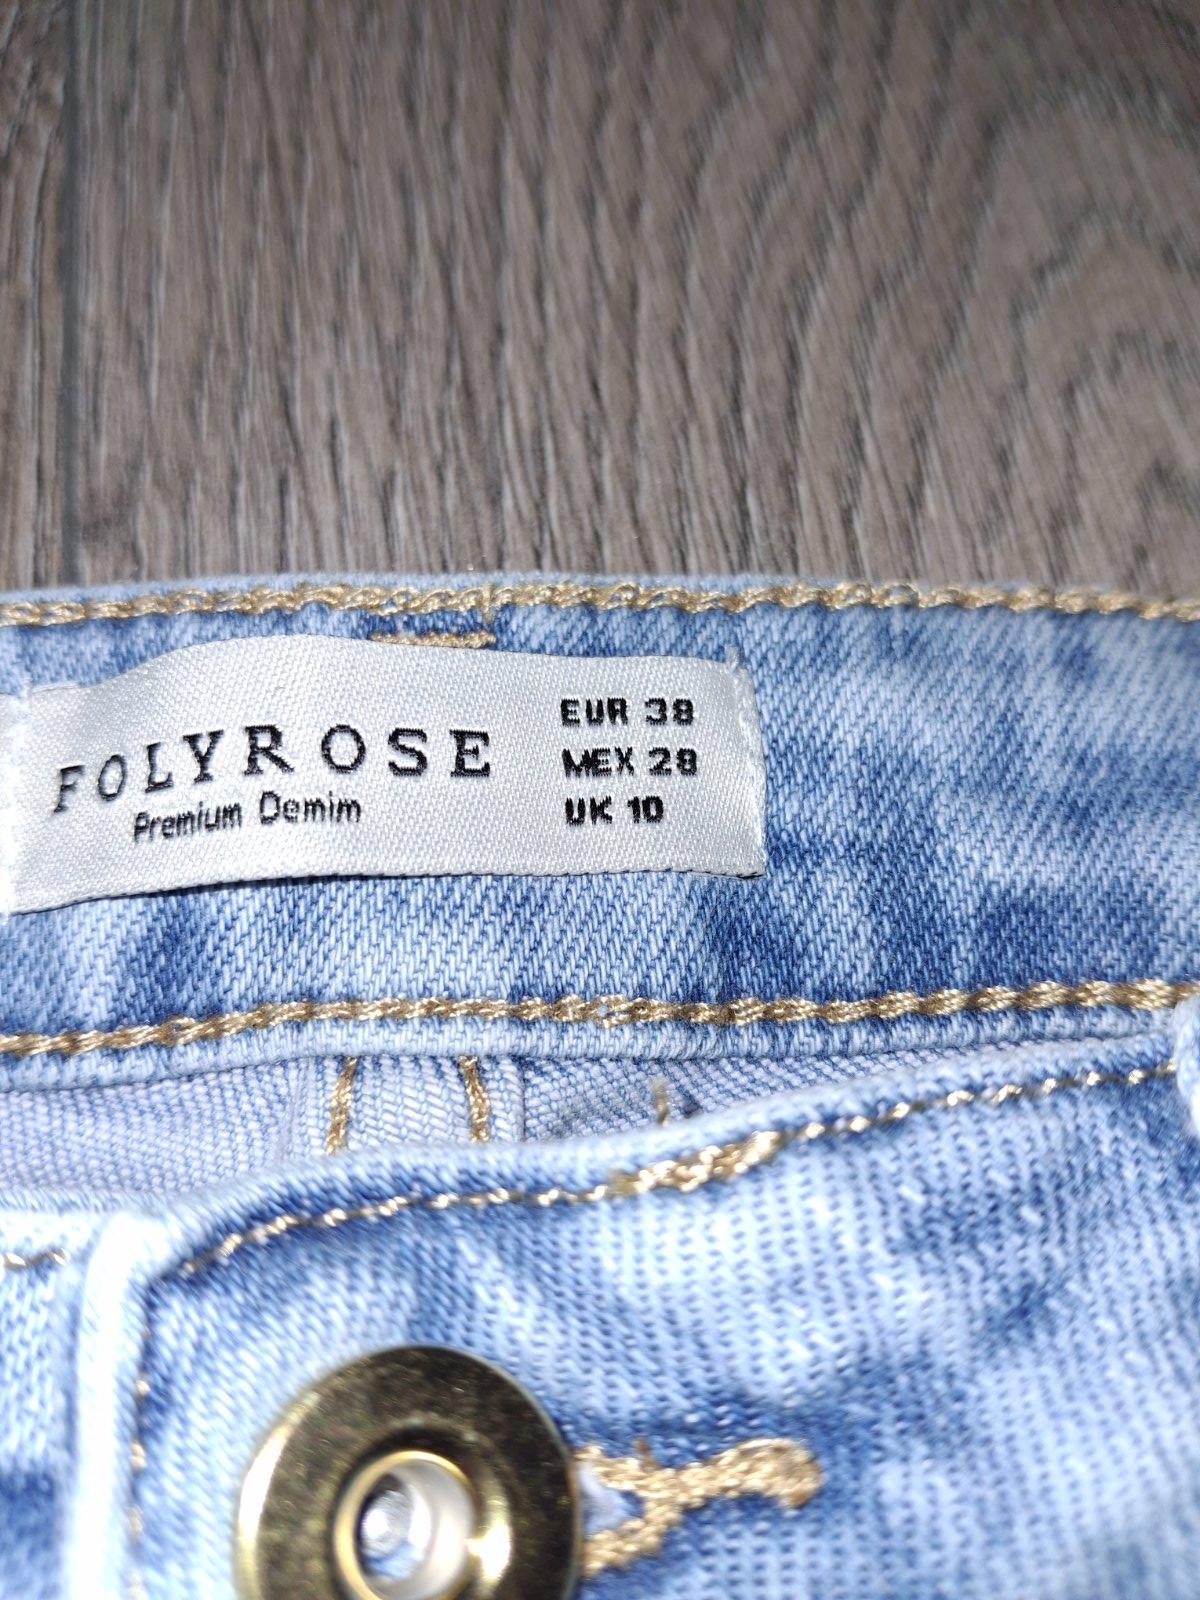 FOLYROSE
Premium Demim
EUR 38
MEX 28
UK 10